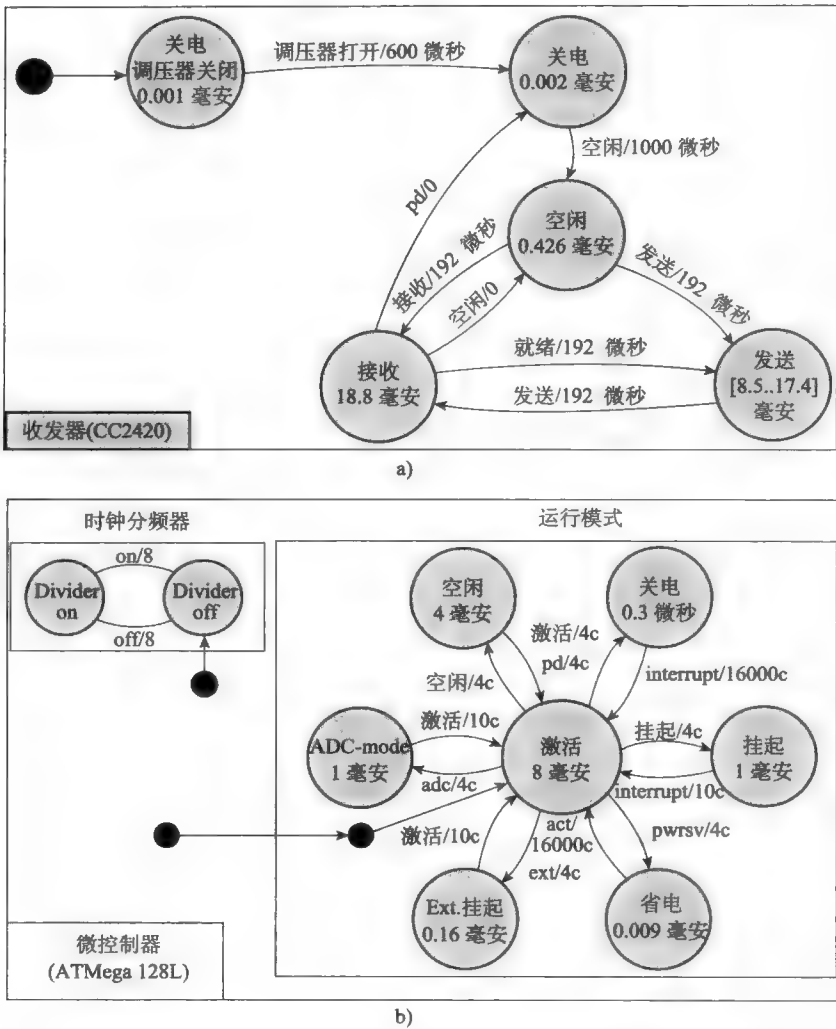 关电
调压器关闭
0.001 毫安
调压器打开/600 微秒
关电
0.002 毫安
空闲/1000 微秒
pd/0
空闲
0.426 毫安
接收/192 微秒
空闲/0
发送/192 微秒
接收
18.8 毫安
就绪/192 微秒
发送/192 微秒
发送
[8.5..17.4]
毫安
收发器(CC2420)
a)
时钟分频器
运行模式
Divider
on
on/8
Divider
off
off/8
空闲
4 毫安
关电
0.3 微秒
激活/4c
pd/4c
空闲/4c
interrupt/16000c
ADC-mode
1 毫安
激活/10c
adc/4c
激活
8 毫安
挂起/4c
挂起
1 毫安
interrupt/10c
激活/10c
act/
16000c
ext/4c
pwrsv/4c
Ext.挂起
0.16 毫安
省电
0.009 毫安
微控制器
(ATMega 128L)
b)